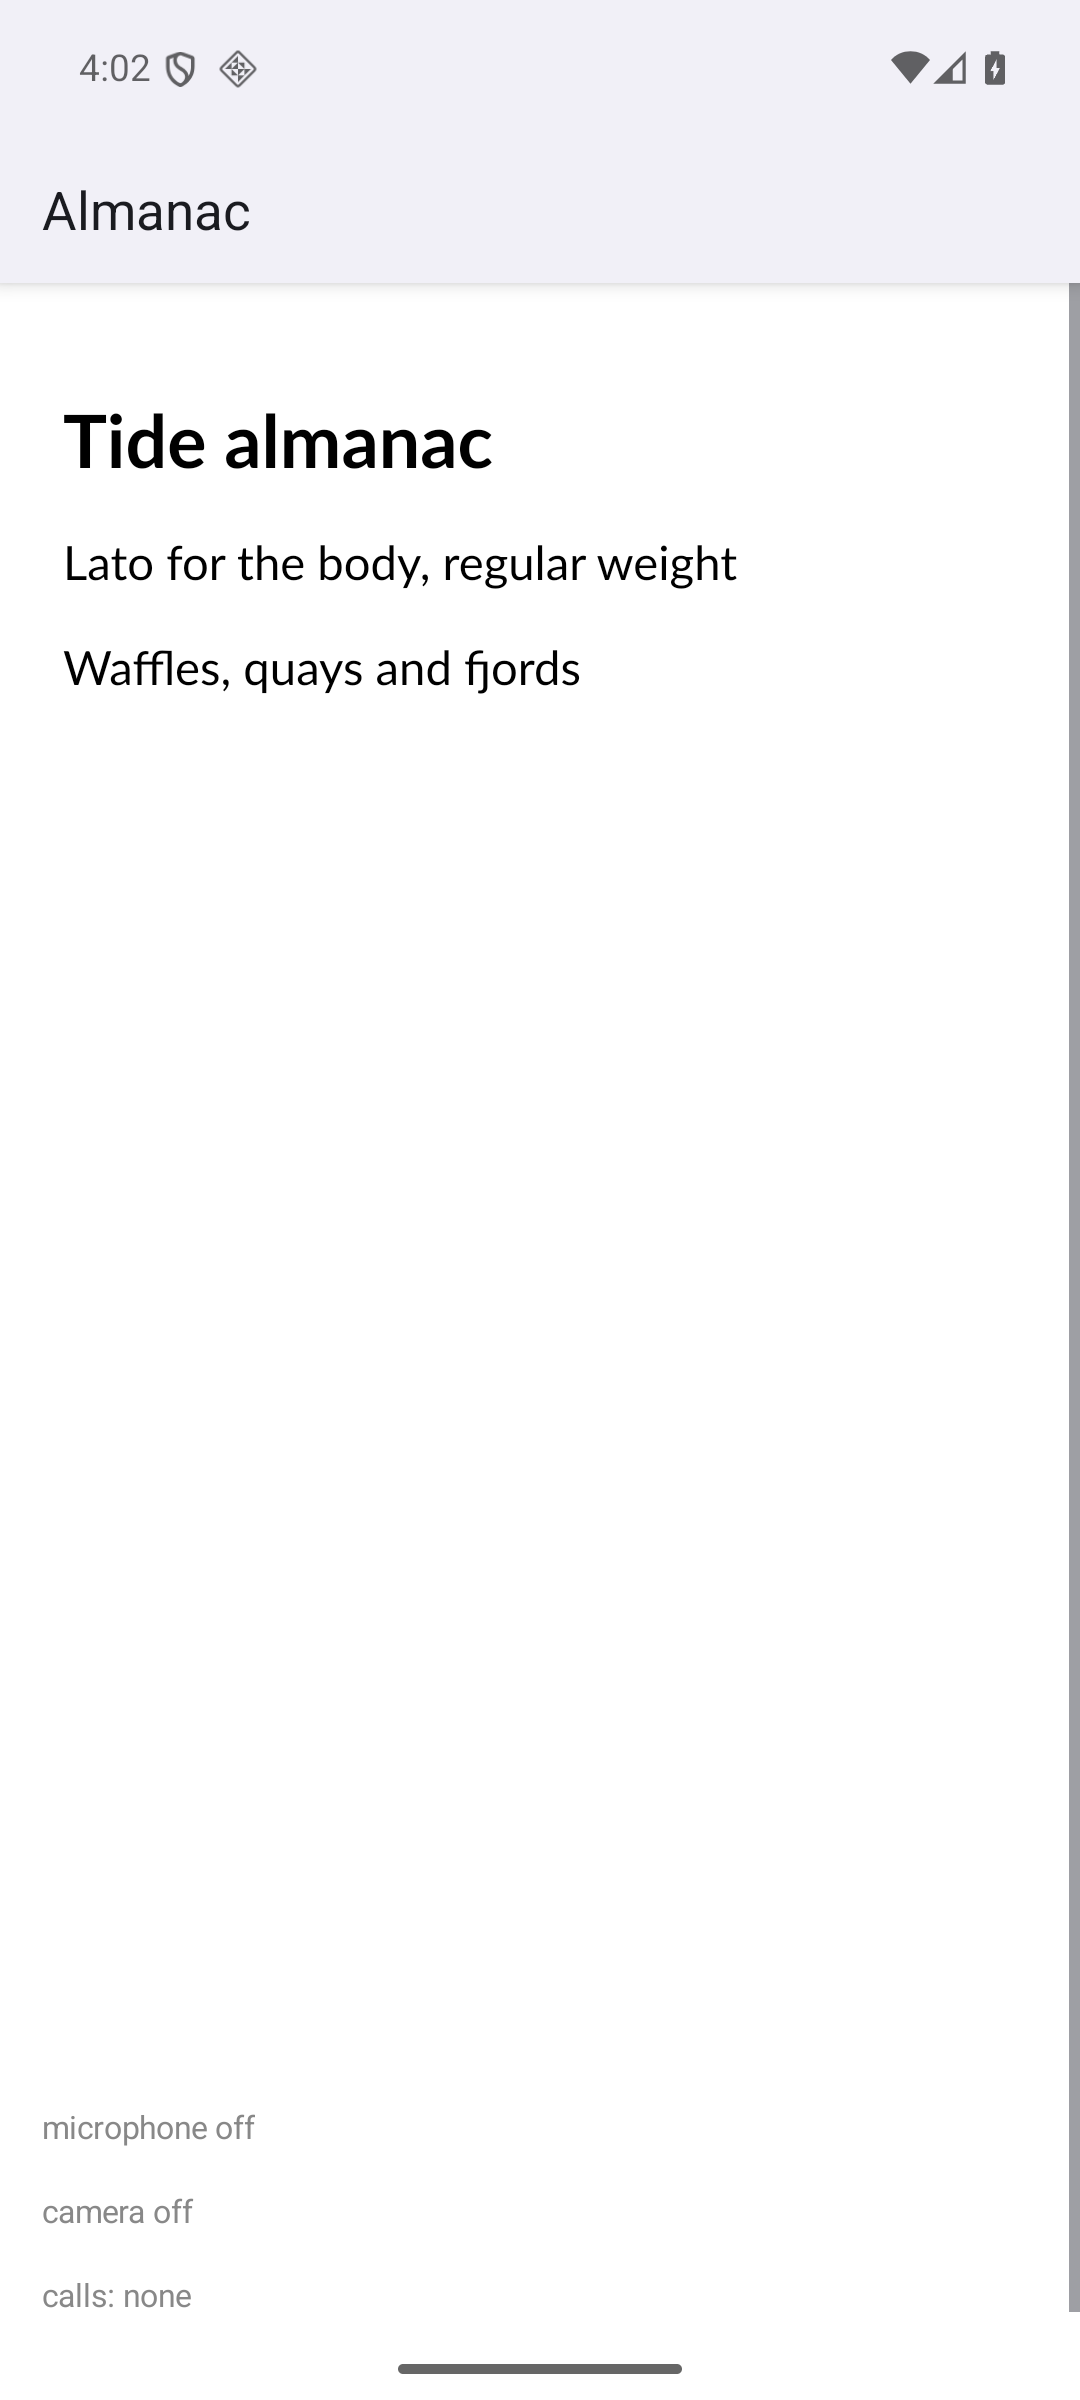 4:02
Almanac
Tide almanac
Lato for the body, regular weight
Waffles, quays and fjords
microphone off
camera off
calls: none